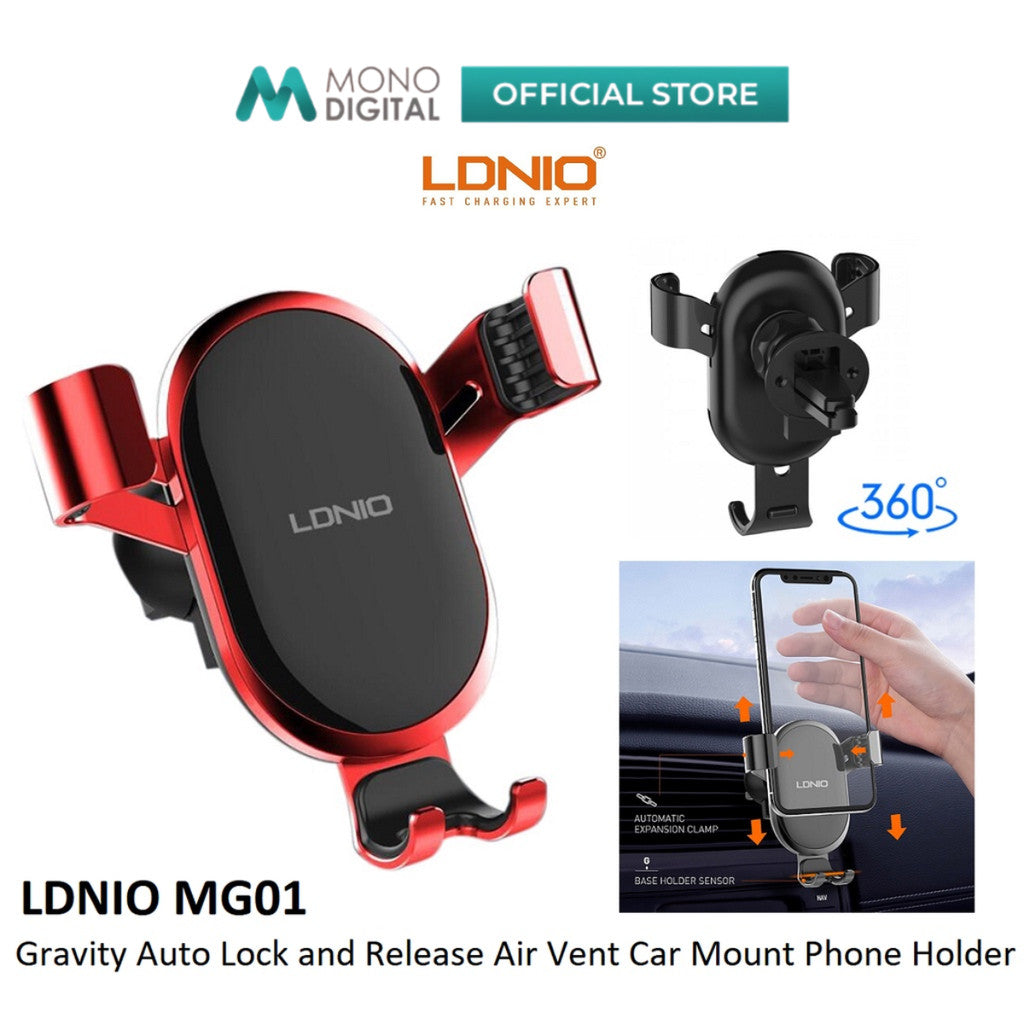 MONO
DIGITAL
OFFICIAL STORE
LDNIO®
FAST CHARGING EXPERT
LDNIO
360°
LDNIO
AUTOMATIC
EXPANSION CLAMP
G
BASE HOLDER SENSOR
NAV
LDNIO MG01
Gravity Auto Lock and Release Air Vent Car Mount Phone Holder